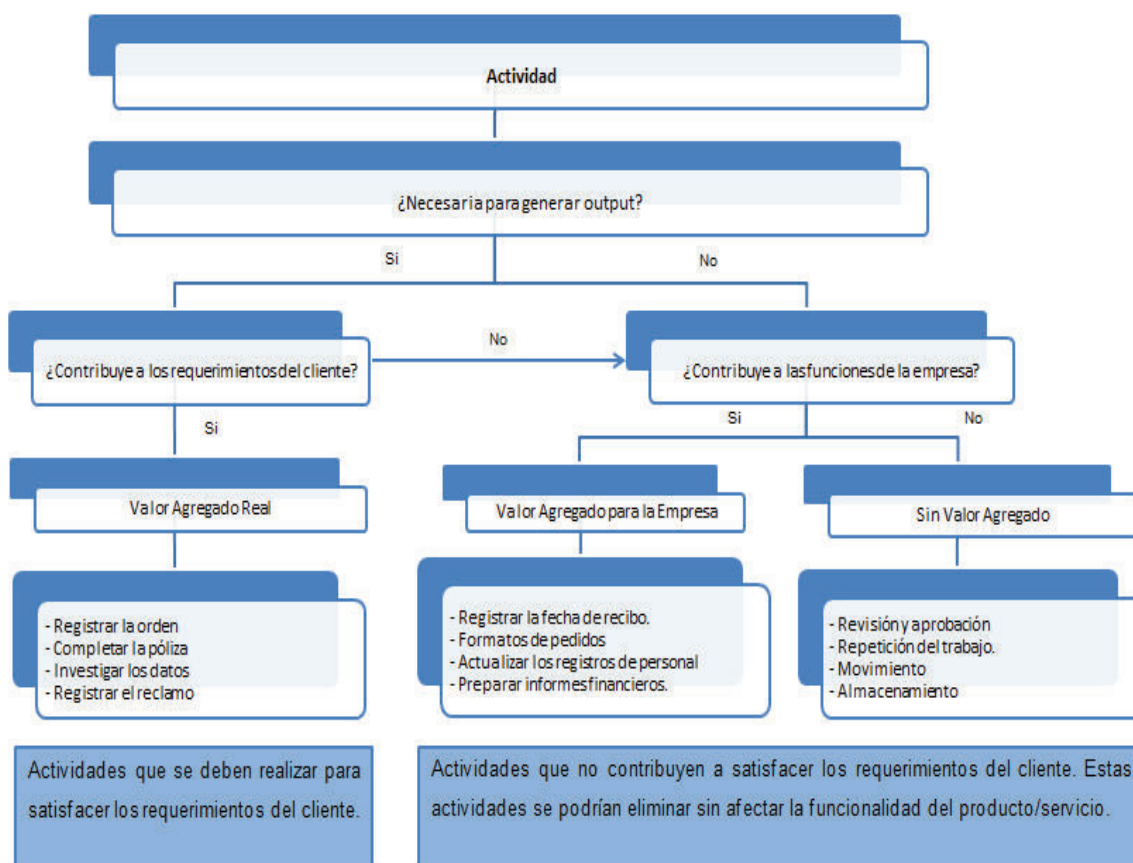 Actividad
¿Necesaria para generar output?
Si
No
¿Contribuye a los requerimientos del cliente?
No
¿Contribuye a las funciones de la empresa?
Si
Si
No
Valor Agregado Real
Valor Agregado para la Empresa
Sin Valor Agregado
- Registrar la orden
- Completar la póliza
- Investigar los datos
- Registrar el reclamo
- Registrar la fecha de recibo.
- Formatos de pedidos
- Actualizar los registros de personal
- Preparar informes financieros.
- Revisión y aprobación
- Repetición del trabajo.
- Movimiento
- Almacenamiento
Actividades que se deben realizar para
satisfacer los requerimientos del cliente.
Actividades que no contribuyen a satisfacer los requerimientos del cliente. Estas
actividades se podrían eliminar sin afectar la funcionalidad del producto/servicio.